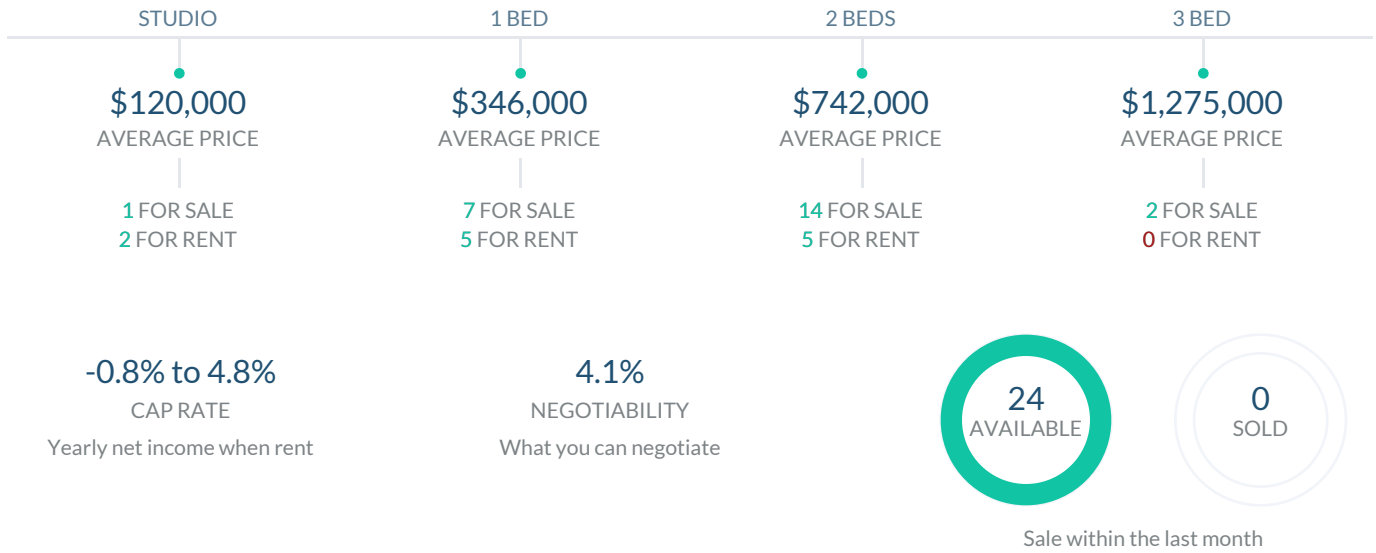 STUDIO
1 BED
2 BEDS
3 BED
$120,000
$346,000
$742,000
$1,275,000
AVERAGE PRICE
AVERAGE PRICE
AVERAGE PRICE
AVERAGE PRICE
1 FOR SALE
7 FOR SALE
14 FOR SALE
2 FOR SALE
2 FOR RENT
5 FOR RENT
5 FOR RENT
0 FOR RENT
-0.8% to 4.8%
CAP RATE
Yearly net income when rent
4.1%
NEGOTIABILITY
What you can negotiate
24
AVAILABLE
0
SOLD
Sale within the last month